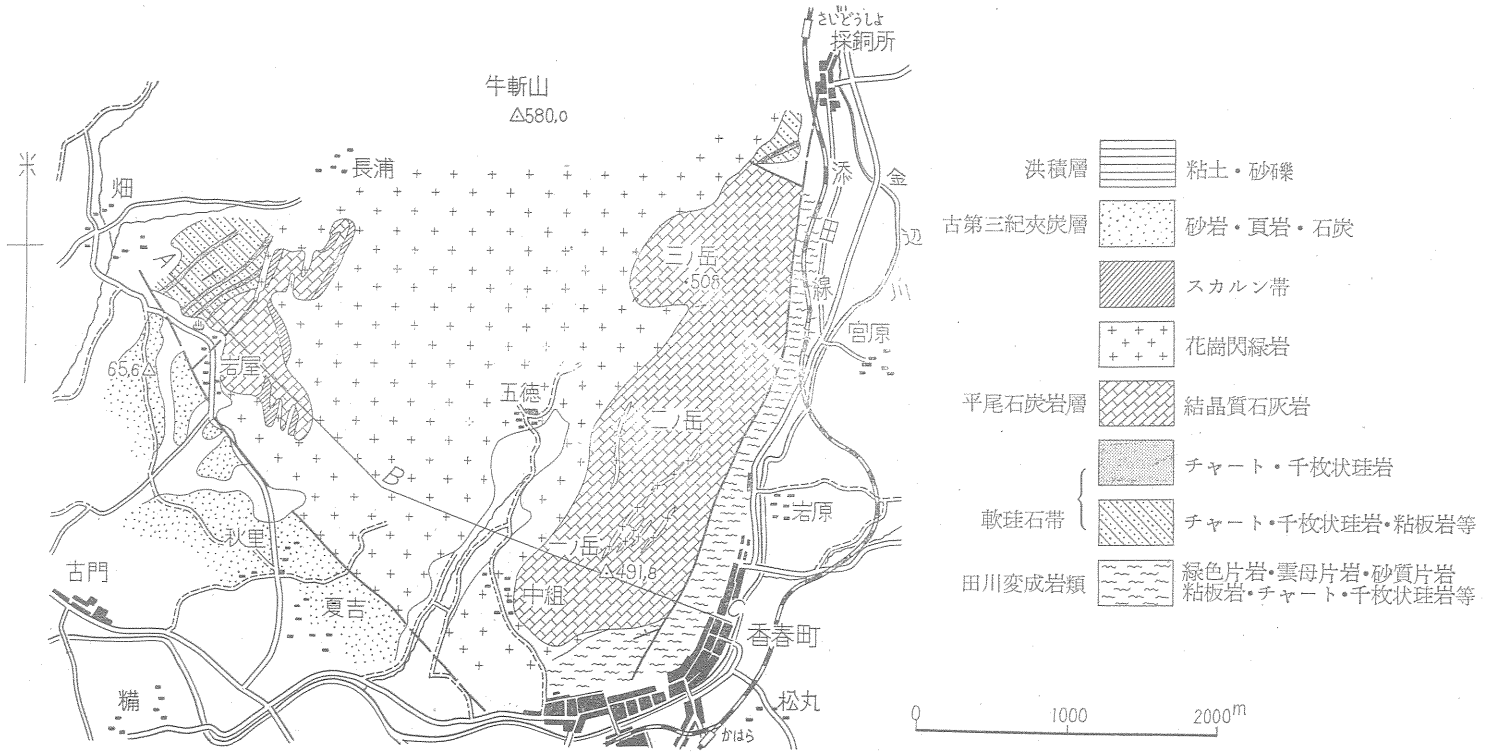 さいどうしよ
採銅所
牛斬山
△580,0
長浦
畑
添
田
線
金
辺
川
A
三ノ岳
・508
宮原
65,6△
岩屋
五徳
二ノ岳
B
岩原
秋里
一ノ岳
△491,8
古門
中組
夏吉
香春町
糒
松丸
かはら
洪積層 粘土・砂礫
古第三紀夾炭層 砂岩・頁岩・石炭
スカルン帯
花崗閃緑岩
平尾石炭岩層 結晶質石灰岩
チャート・千枚状珪岩
軟珪石帯 チャート・千枚状珪岩・粘板岩等
田川変成岩類 緑色片岩・雲母片岩・砂質片岩
粘板岩・チャート・千枚状珪岩等
0 1000 2000m